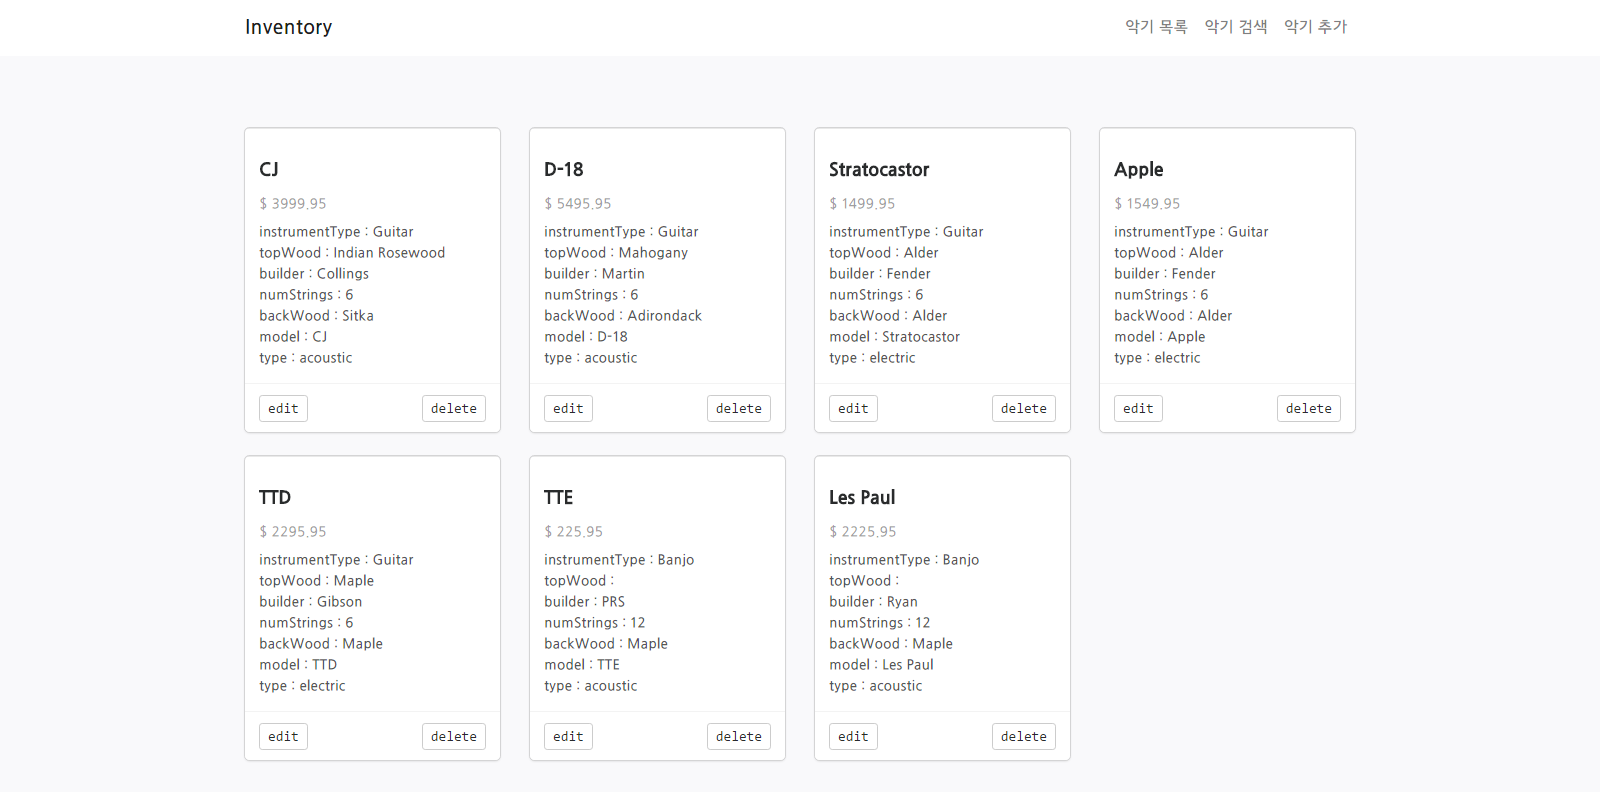 Inventory
악기 목록 악기 검색 악기 추가
CJ
$ 3999.95
instrumentType : Guitar
topWood : Indian Rosewood
builder : Collings
numStrings : 6
backWood : Sitka
model : CJ
type : acoustic
edit delete
D-18
$ 5495.95
instrumentType : Guitar
topWood : Mahogany
builder : Martin
numStrings : 6
backWood : Adirondack
model : D-18
type : acoustic
edit delete
Stratocastor
$ 1499.95
instrumentType : Guitar
topWood : Alder
builder : Fender
numStrings : 6
backWood : Alder
model : Stratocastor
type : electric
edit delete
Apple
$ 1549.95
instrumentType : Guitar
topWood : Alder
builder : Fender
numStrings : 6
backWood : Alder
model : Apple
type : electric
edit delete
TTD
$ 2295.95
instrumentType : Guitar
topWood : Maple
builder : Gibson
numStrings : 6
backWood : Maple
model : TTD
type : electric
edit delete
TTE
$ 225.95
instrumentType : Banjo
topWood :
builder : PRS
numStrings : 12
backWood : Maple
model : TTE
type : acoustic
edit delete
Les Paul
$ 2225.95
instrumentType : Banjo
topWood :
builder : Ryan
numStrings : 12
backWood : Maple
model : Les Paul
type : acoustic
edit delete